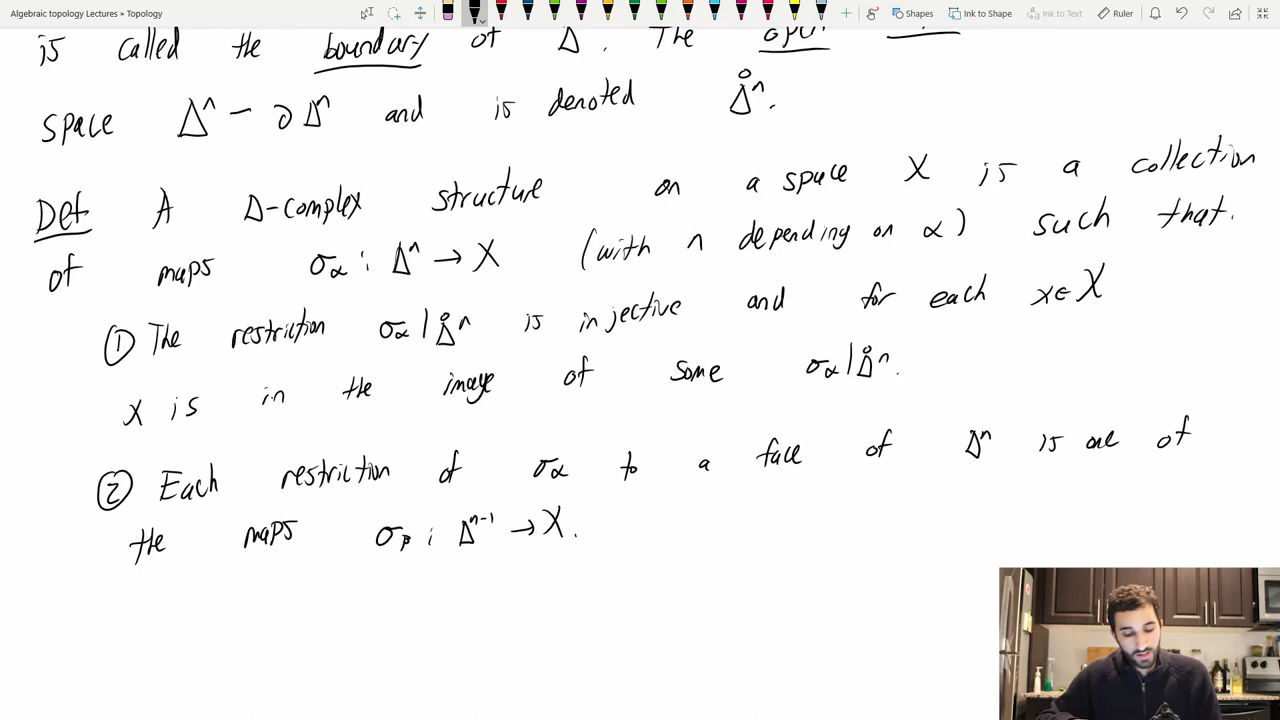 Algebraic topology Lectures » Topology
Shapes Ink to Shape Ink to Text Ruler
is called the boundary of Δ. The open
space Δⁿ − ∂Δⁿ and is denoted Δ̊ⁿ.
Def A Δ-complex structure on a space X is a collection
of maps σα : Δⁿ → X (with n depending on α) such that.
① The restriction σα|Δ̊ⁿ is injective and for each x∈X
X is in the image of some σα|Δ̊ⁿ.
② Each restriction of σα to a face of Δⁿ is one of
the maps σβ : Δⁿ⁻¹ → X.